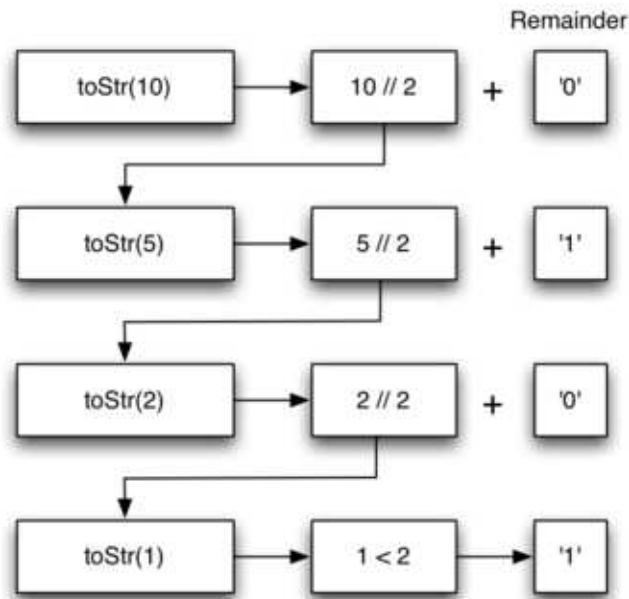 Remainder
toStr(10) 10 // 2 + '0'
toStr(5) 5 // 2 + '1'
toStr(2) 2 // 2 + '0'
toStr(1) 1 < 2 '1'